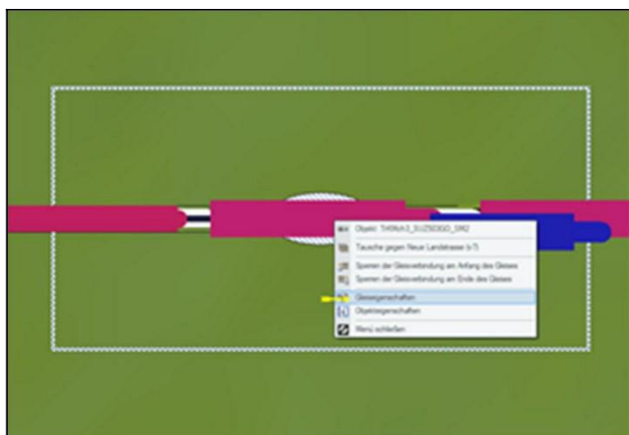 Objekt:
Tausche gegen Neue Landstrasse
Sperren der Gleisverbindung am Anfang des Gleises
Sperren der Gleisverbindung am Ende des Gleises
Gleiseigenschaften
Objekteigenschaften
Menü schließen